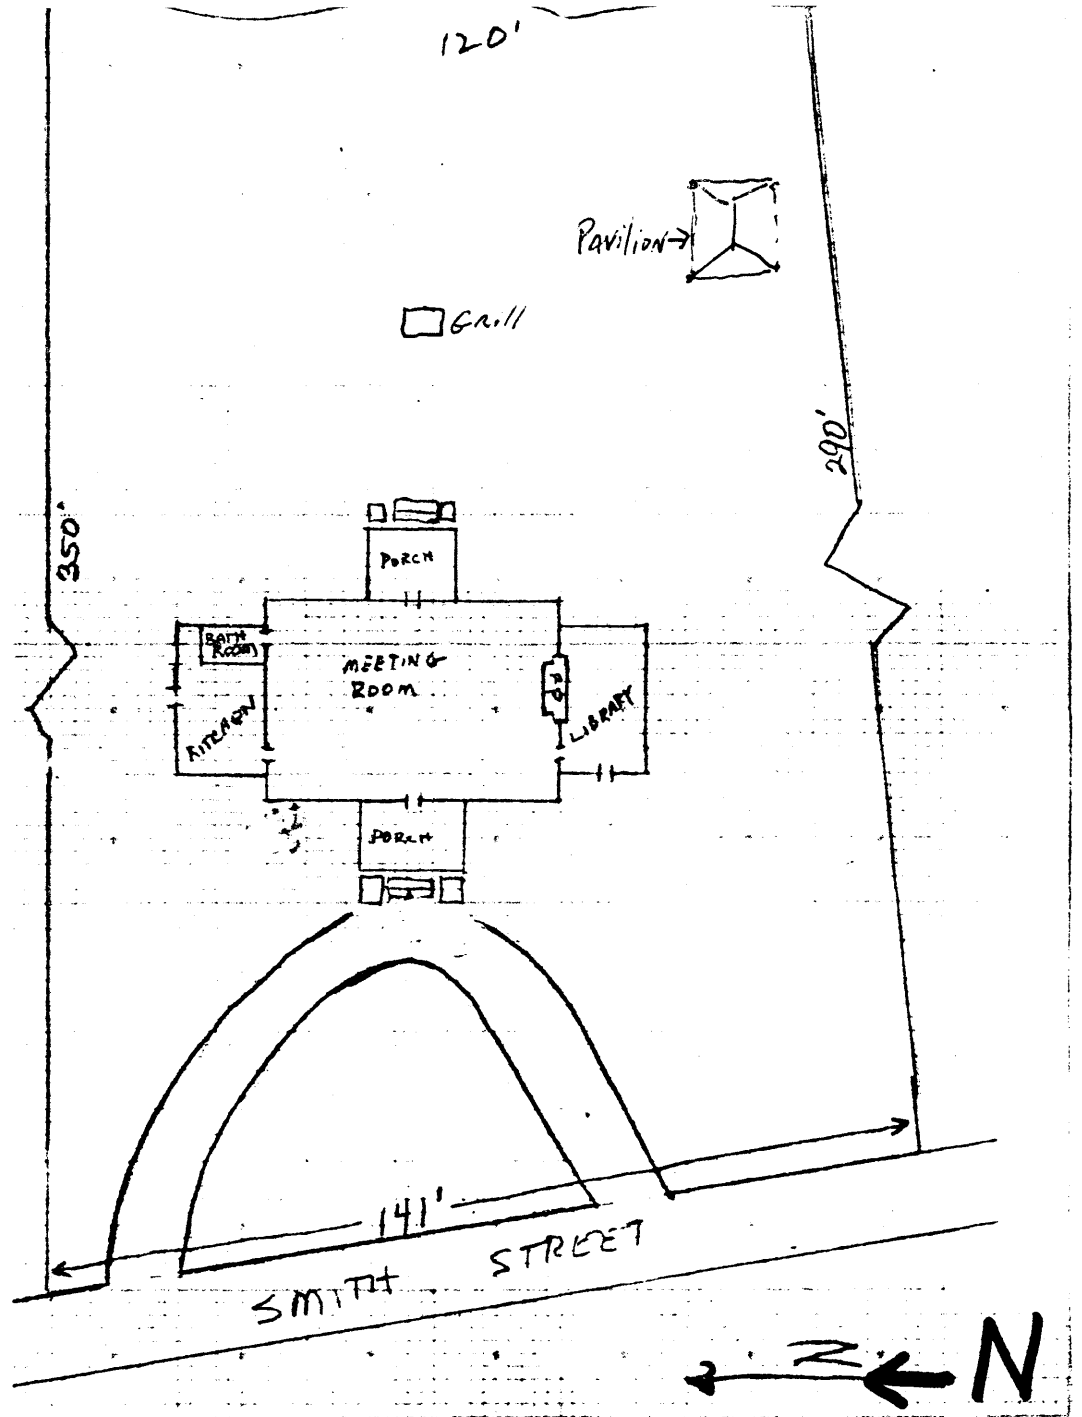 120'
Pavilion
Grill
290'
350'
PORCH
BATH
ROOM
MEETING
ROOM
KITCHEN
LIBRARY
PORCH
141'
SMITH STREET
N
N